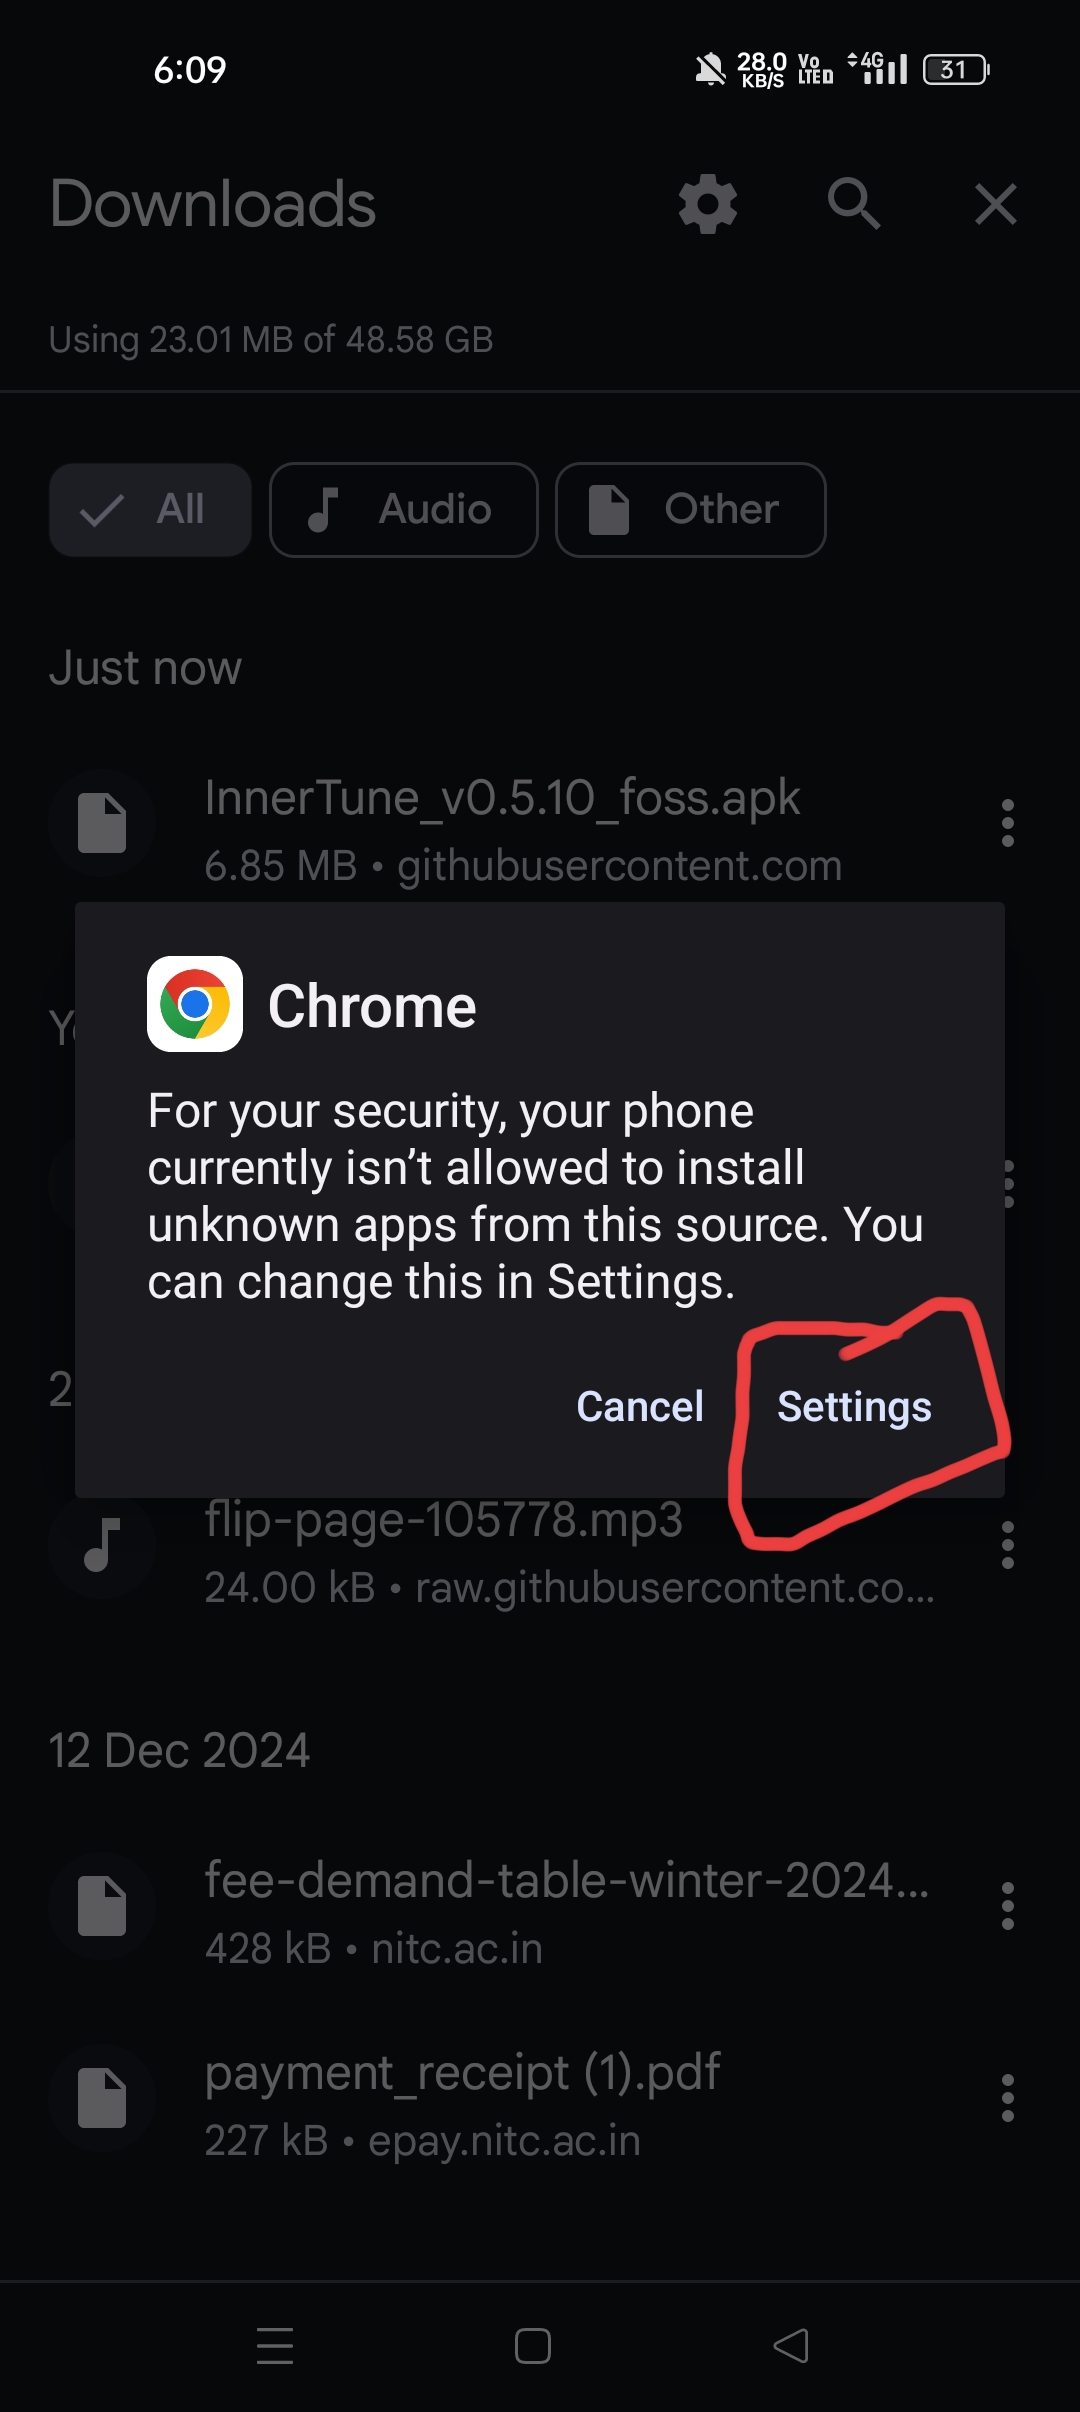 6:09
28.0
KB/S
Vo
LTED
4G
31
Downloads
Using 23.01 MB of 48.58 GB
All
Audio
Other
Just now
InnerTune_v0.5.10_foss.apk
6.85 MB • githubusercontent.com
Chrome
For your security, your phone
currently isn't allowed to install
unknown apps from this source. You
can change this in Settings.
Cancel
Settings
flip-page-105778.mp3
24.00 kB • raw.githubusercontent.co...
12 Dec 2024
fee-demand-table-winter-2024...
428 kB • nitc.ac.in
payment_receipt (1).pdf
227 kB • epay.nitc.ac.in